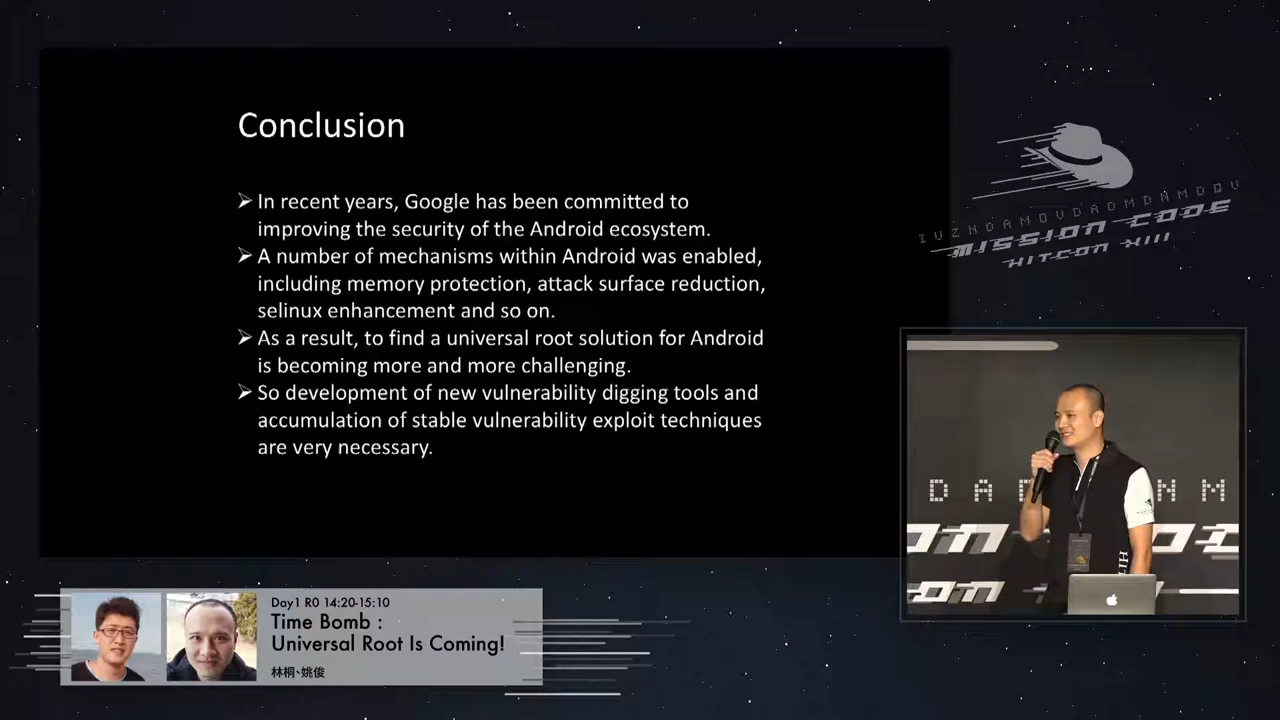 Conclusion
➢ In recent years, Google has been committed to
improving the security of the Android ecosystem.
➢ A number of mechanisms within Android was enabled,
including memory protection, attack surface reduction,
selinux enhancement and so on.
➢ As a result, to find a universal root solution for Android
is becoming more and more challenging.
➢ So development of new vulnerability digging tools and
accumulation of stable vulnerability exploit techniques
are very necessary.
MISSION CODE
HITCON XIII
D A D
N M
HIT
Day1 R0 14:20-15:10
Time Bomb :
Universal Root Is Coming!
林桐、姚俊